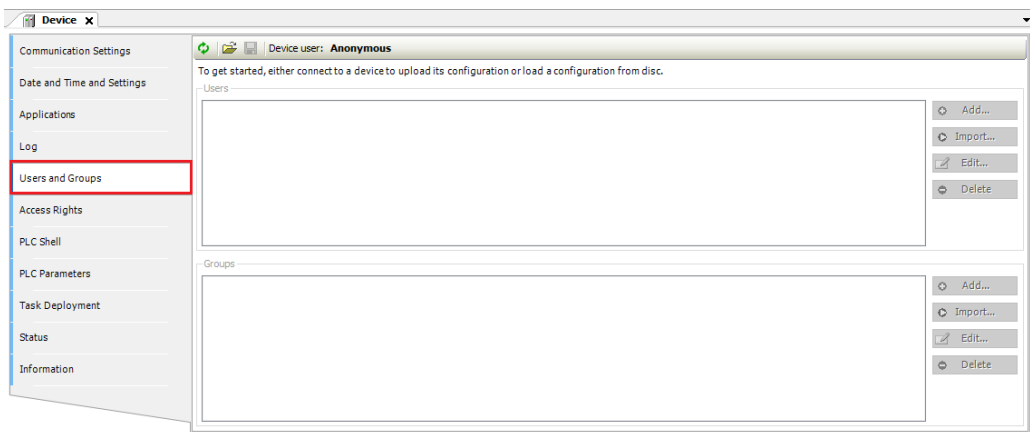 Device
Communication Settings
Date and Time and Settings
Applications
Log
Users and Groups
Access Rights
PLC Shell
PLC Parameters
Task Deployment
Status
Information
Device user: Anonymous
To get started, either connect to a device to upload its configuration or load a configuration from disc.
Users
Add...
Import...
Edit...
Delete
Groups
Add...
Import...
Edit...
Delete